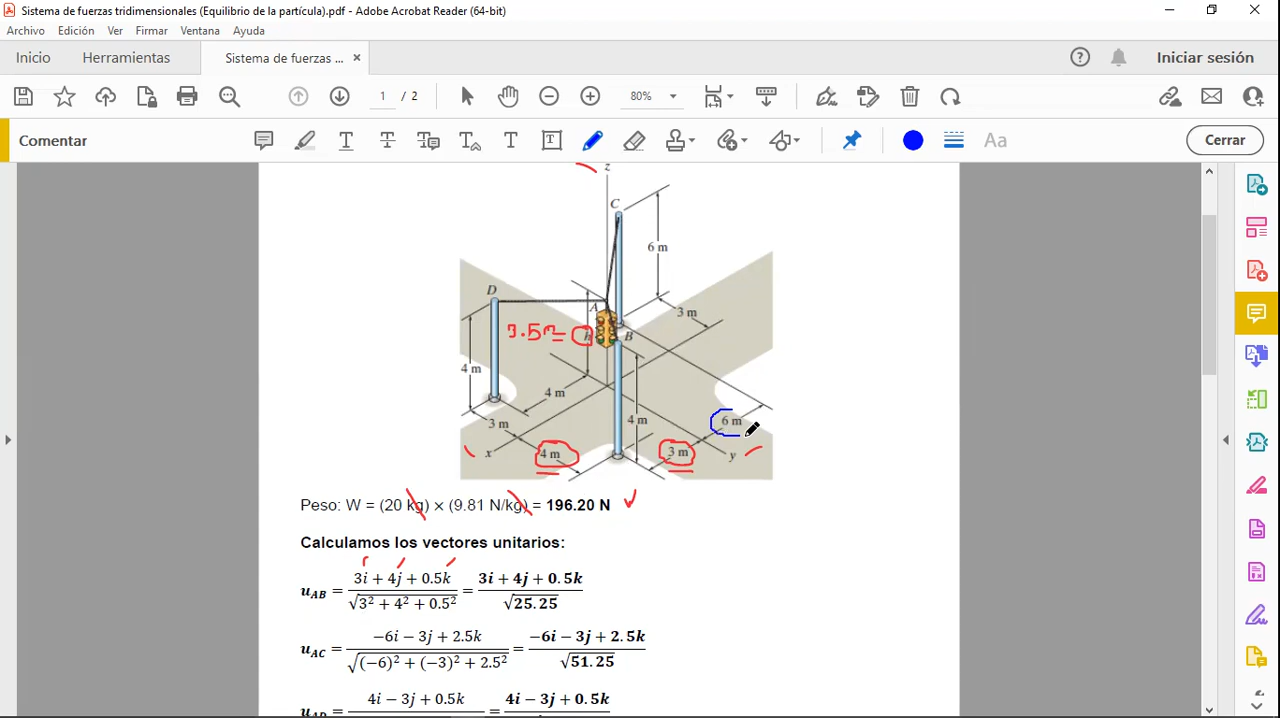 Sistema de fuerzas tridimensionales (Equilibrio de la partícula).pdf - Adobe Acrobat Reader (64-bit)
Archivo Edición Ver Firmar Ventana Ayuda
Inicio Herramientas Sistema de fuerzas ... × Iniciar sesión
1 / 2 80%
Comentar Aa Cerrar
z
C
6 m
D
A
3 m
3.5m = h
B
4 m
4 m
3 m
4 m
6 m
x
4 m
3 m
y
Peso: W = (20 kg) × (9.81 N/kg) = 196.20 N
Calculamos los vectores unitarios:
u_AB = (3i + 4j + 0.5k) / √(3² + 4² + 0.5²) = (3i + 4j + 0.5k) / √25.25
u_AC = (−6i − 3j + 2.5k) / √((−6)² + (−3)² + 2.5²) = (−6i − 3j + 2.5k) / √51.25
u_AD = 4i − 3j + 0.5k = 4i − 3j + 0.5k